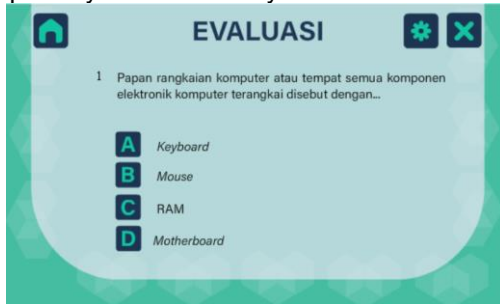 EVALUASI
1 Papan rangkaian komputer atau tempat semua komponen
elektronik komputer terangkai disebut dengan...
A Keyboard
B Mouse
C RAM
D Motherboard